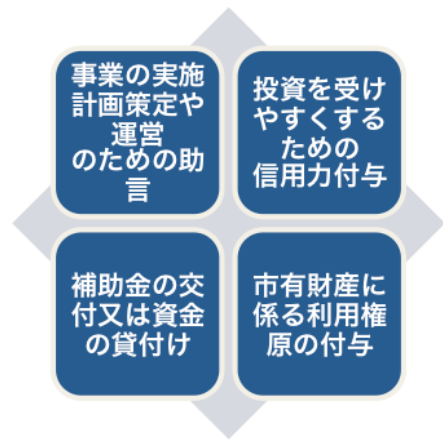 事業の実施
計画策定や
運営
のための助
言
投資を受け
やすくする
ための
信用力付与
補助金の交
付又は資金
の貸付け
市有財産に
係る利用権
原の付与